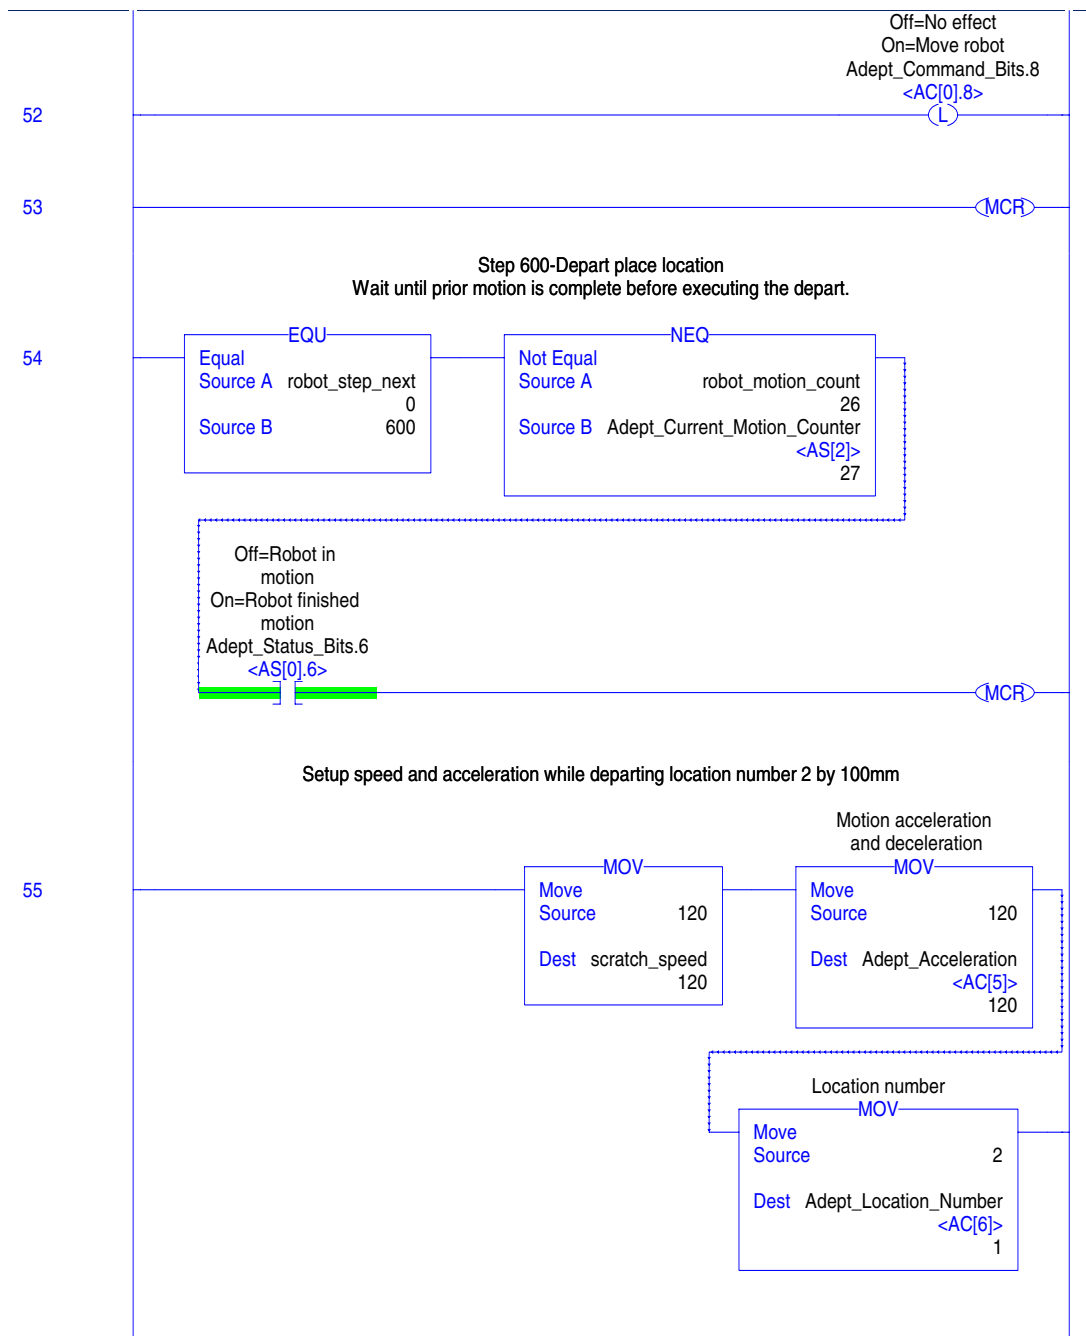 Off=No effect
On=Move robot
Adept_Command_Bits.8
<AC[0].8>
52
L
53
MCR
Step 600-Depart place location
Wait until prior motion is complete before executing the depart.
54
EQU
Equal
Source A robot_step_next
0
Source B 600
NEQ
Not Equal
Source A robot_motion_count
26
Source B Adept_Current_Motion_Counter
<AS[2]>
27
Off=Robot in
motion
On=Robot finished
motion
Adept_Status_Bits.6
<AS[0].6>
MCR
Setup speed and acceleration while departing location number 2 by 100mm
55
MOV
Move
Source 120
Dest scratch_speed
120
Motion acceleration
and deceleration
MOV
Move
Source 120
Dest Adept_Acceleration
<AC[5]>
120
Location number
MOV
Move
Source 2
Dest Adept_Location_Number
<AC[6]>
1